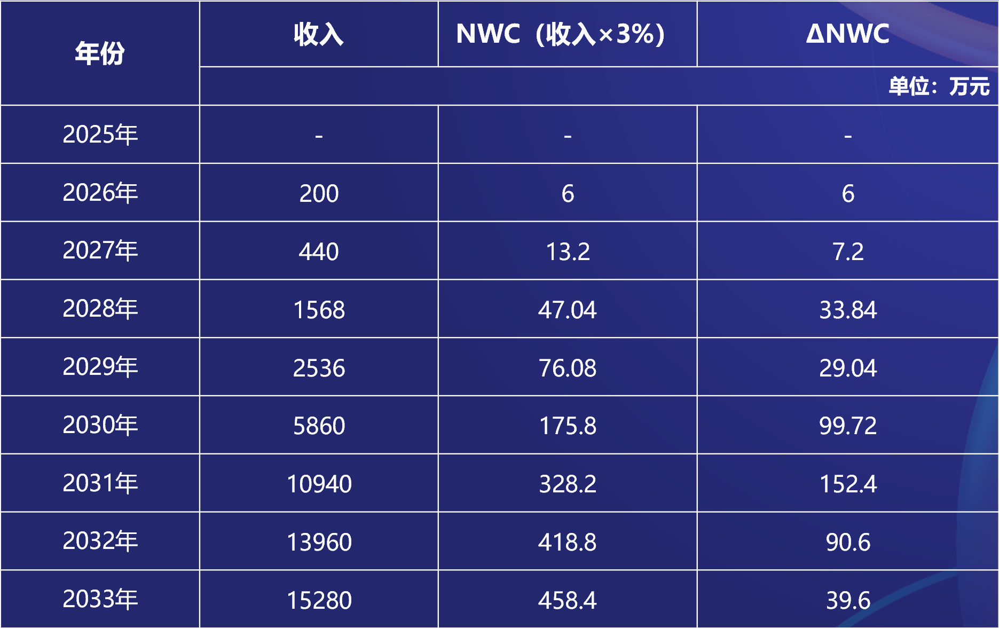 年份 收入 NWC（收入×3%） ΔNWC
单位：万元
2025年 - - -
2026年 200 6 6
2027年 440 13.2 7.2
2028年 1568 47.04 33.84
2029年 2536 76.08 29.04
2030年 5860 175.8 99.72
2031年 10940 328.2 152.4
2032年 13960 418.8 90.6
2033年 15280 458.4 39.6